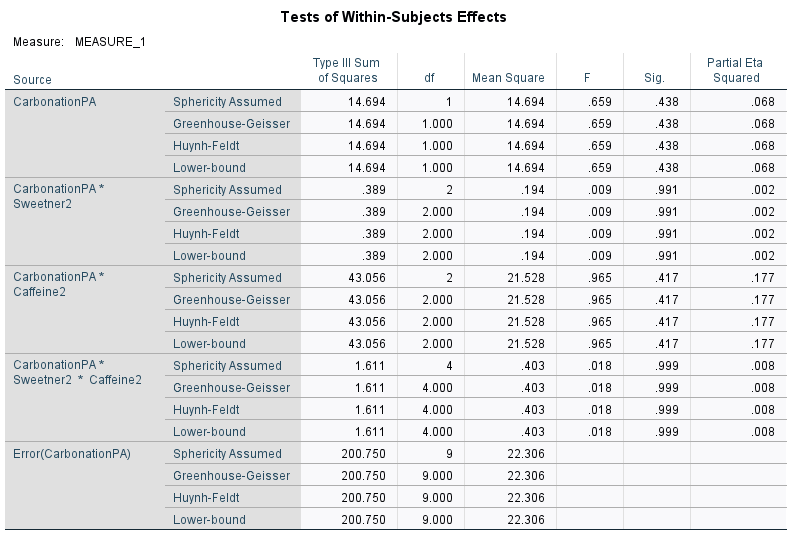 Tests of Within-Subjects Effects
Measure: MEASURE_1
Source Type III Sum of Squares df Mean Square F Sig. Partial Eta Squared
CarbonationPA Sphericity Assumed 14.694 1 14.694 .659 .438 .068
Greenhouse-Geisser 14.694 1.000 14.694 .659 .438 .068
Huynh-Feldt 14.694 1.000 14.694 .659 .438 .068
Lower-bound 14.694 1.000 14.694 .659 .438 .068
CarbonationPA * Sweetner2 Sphericity Assumed .389 2 .194 .009 .991 .002
Greenhouse-Geisser .389 2.000 .194 .009 .991 .002
Huynh-Feldt .389 2.000 .194 .009 .991 .002
Lower-bound .389 2.000 .194 .009 .991 .002
CarbonationPA * Caffeine2 Sphericity Assumed 43.056 2 21.528 .965 .417 .177
Greenhouse-Geisser 43.056 2.000 21.528 .965 .417 .177
Huynh-Feldt 43.056 2.000 21.528 .965 .417 .177
Lower-bound 43.056 2.000 21.528 .965 .417 .177
CarbonationPA * Sweetner2 * Caffeine2 Sphericity Assumed 1.611 4 .403 .018 .999 .008
Greenhouse-Geisser 1.611 4.000 .403 .018 .999 .008
Huynh-Feldt 1.611 4.000 .403 .018 .999 .008
Lower-bound 1.611 4.000 .403 .018 .999 .008
Error(CarbonationPA) Sphericity Assumed 200.750 9 22.306
Greenhouse-Geisser 200.750 9.000 22.306
Huynh-Feldt 200.750 9.000 22.306
Lower-bound 200.750 9.000 22.306